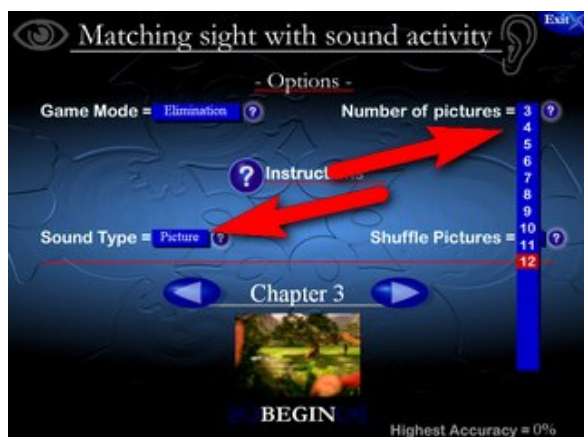 Exit
Matching sight with sound activity
- Options -
Game Mode = Elimination ?
Number of pictures = 3 ?
4
5
6
7
8
9
10
11
12
? Instruct
Sound Type = Picture ?
Shuffle Pictures = ?
Chapter 3
BEGIN
Highest Accuracy = 0%